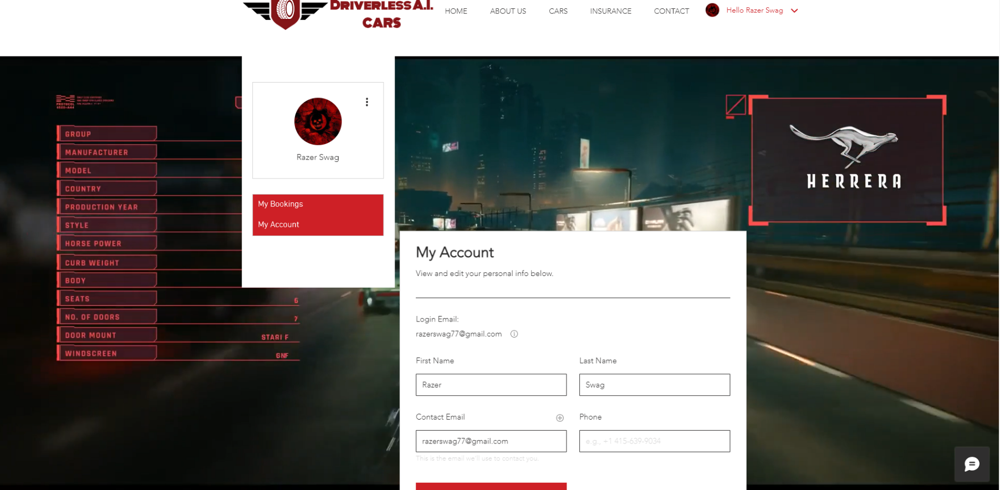 DRIVERLESS A.I.
CARS
HOME
ABOUT US
CARS
INSURANCE
CONTACT
Hello Razer Swag
PROTOCOL
GROUP
MANUFACTURER
MODEL
COUNTRY
PRODUCTION YEAR
STYLE
HORSE POWER
CURB WEIGHT
BODY
SEATS
6
NO. OF DOORS
7
DOOR MOUNT
WINDSCREEN
GNF
Razer Swag
My Bookings
My Account
HERRERA
My Account
View and edit your personal info below.
Login Email:
razerswag77@gmail.com
First Name
Last Name
Razer
Swag
Contact Email
Phone
razerswag77@gmail.com
e.g., +1 415-639-9034
This is the email we'll use to contact you.